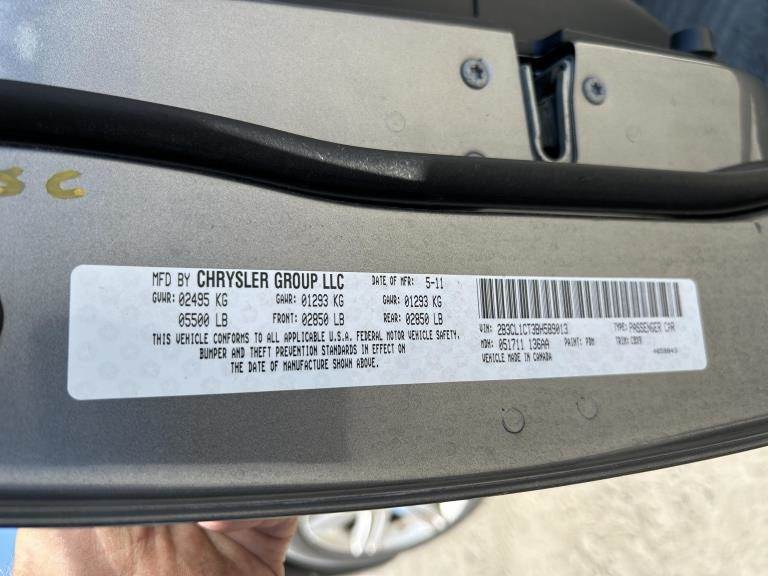 SC
MFD BY CHRYSLER GROUP LLC DATE OF MFR: 5-11
GVWR: 02495 KG GAWR: 01293 KG GAWR: 01293 KG
05500 LB FRONT: 02850 LB REAR: 02850 LB
THIS VEHICLE CONFORMS TO ALL APPLICABLE U.S.A. FEDERAL MOTOR VEHICLE SAFETY,
BUMPER AND THEFT PREVENTION STANDARDS IN EFFECT ON
THE DATE OF MANUFACTURE SHOWN ABOVE.
VIN: 2B3CL1CT3BH589013 TYPE: PASSENGER CAR
MDH: 051711 136AA PAINT: PDM TRIM:
VEHICLE MADE IN CANADA